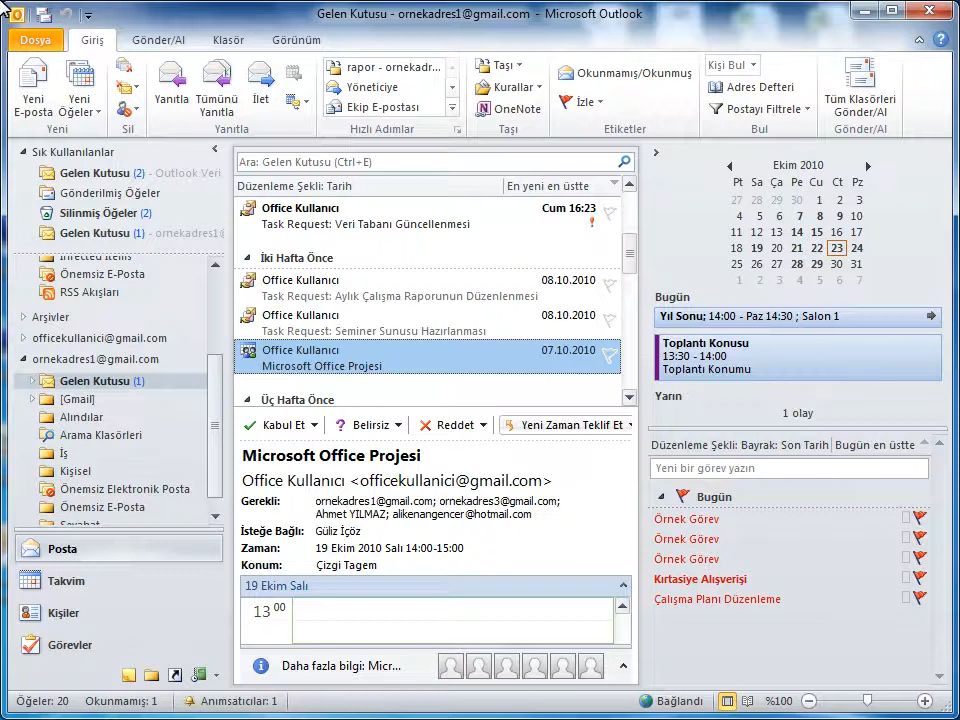 Gelen Kutusu - ornekadres1@gmail.com - Microsoft Outlook
Dosya Giriş Gönder/Al Klasör Görünüm
Yeni E-posta
Yeni Öğeler
Yeni
Sil
Yanıtla
Tümünü Yanıtla
İlet
Yanıtla
rapor - ornekadr...
Yöneticiye
Ekip E-postası
Hızlı Adımlar
Taşı
Kurallar
OneNote
Taşı
Okunmamış/Okunmuş
İzle
Etiketler
Kişi Bul
Adres Defteri
Postayı Filtrele
Bul
Tüm Klasörleri Gönder/Al
Gönder/Al
Sık Kullanılanlar
Gelen Kutusu (2) - Outlook Veri
Gönderilmiş Öğeler
Silinmiş Öğeler (2)
Gelen Kutusu (1) - ornekadres1@
Infected Items
Önemsiz E-Posta
RSS Akışları
Arşivler
officekullanici@gmail.com
ornekadres1@gmail.com
Gelen Kutusu (1)
[Gmail]
Alındılar
Arama Klasörleri
İş
Kişisel
Önemsiz Elektronik Posta
Önemsiz E-Posta
Seyahat
Posta
Takvim
Kişiler
Görevler
Ara: Gelen Kutusu (Ctrl+E)
Düzenleme Şekli: Tarih En yeni en üstte
Office Kullanıcı Cum 16:23
Task Request: Veri Tabanı Güncellenmesi
İki Hafta Önce
Office Kullanıcı 08.10.2010
Task Request: Aylık Çalışma Raporunun Düzenlenmesi
Office Kullanıcı 08.10.2010
Task Request: Seminer Sunusu Hazırlanması
Office Kullanıcı 07.10.2010
Microsoft Office Projesi
Üç Hafta Önce
Kabul Et Belirsiz Reddet Yeni Zaman Teklif Et
Microsoft Office Projesi
Office Kullanıcı <officekullanici@gmail.com>
Gerekli: ornekadres1@gmail.com; ornekadres3@gmail.com;
Ahmet YILMAZ; alikenangencer@hotmail.com
İsteğe Bağlı: Güliz İçöz
Zaman: 19 Ekim 2010 Salı 14:00-15:00
Konum: Çizgi Tagem
19 Ekim Salı
13 00
Daha fazla bilgi: Micr...
Ekim 2010
Pt Sa Ça Pe Cu Ct Pz
27 28 29 30 1 2 3
4 5 6 7 8 9 10
11 12 13 14 15 16 17
18 19 20 21 22 23 24
25 26 27 28 29 30 31
1 2 3 4 5 6 7
Bugün
Yıl Sonu; 14:00 - Paz 14:30 ; Salon 1
Toplantı Konusu
13:30 - 14:00
Toplantı Konumu
Yarın
1 olay
Düzenleme Şekli: Bayrak: Son Tarih Bugün en üstte
Yeni bir görev yazın
Bugün
Örnek Görev
Örnek Görev
Örnek Görev
Kırtasiye Alışverişi
Çalışma Planı Düzenleme
Öğeler: 20 Okunmamış: 1 Anımsatıcılar: 1 Bağlandı %100